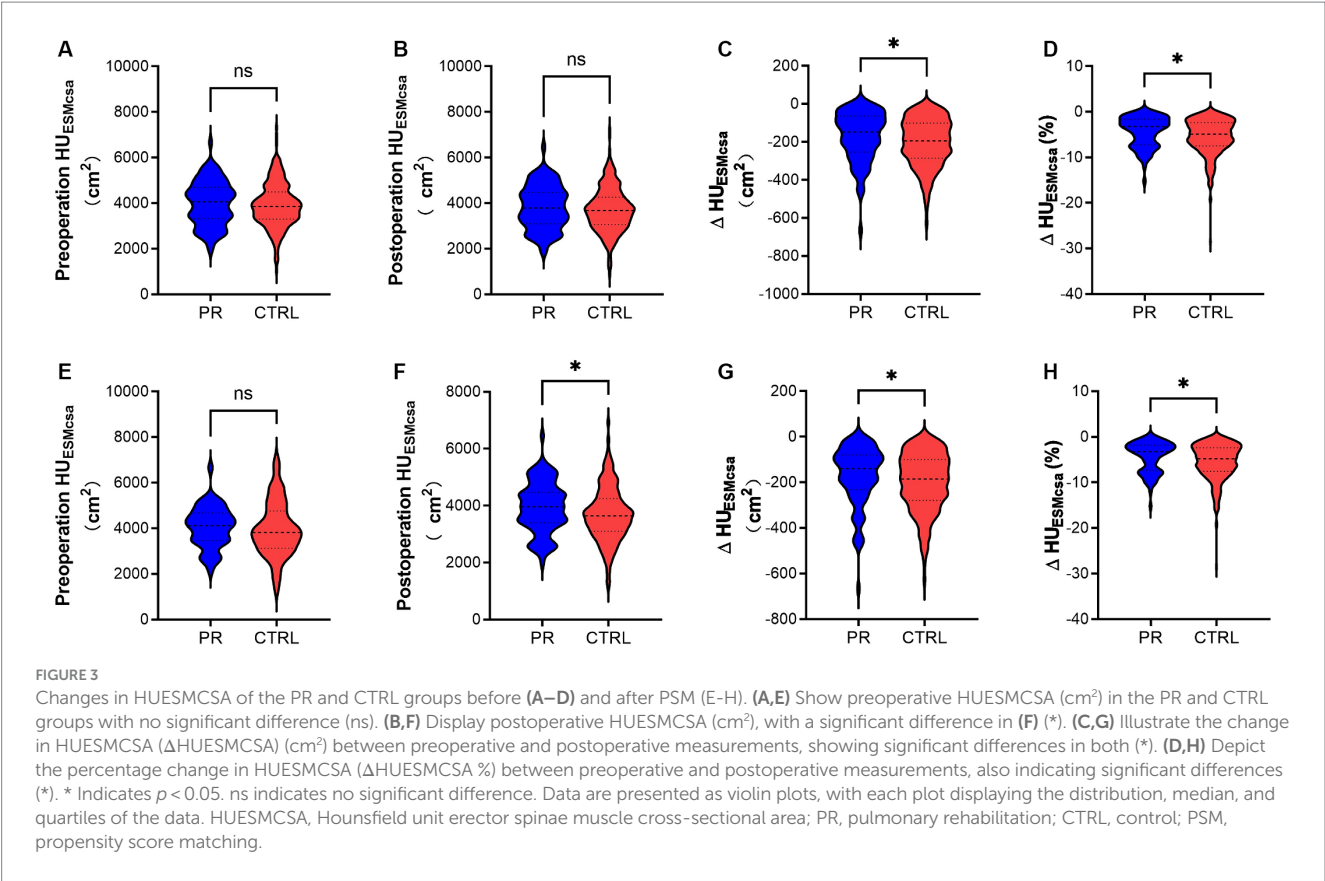 A
Preoperation HUESMcsa
(cm²)
10000
8000
6000
4000
2000
0
ns
PR
CTRL
B
Postoperation HUESMcsa
( cm²)
10000
8000
6000
4000
2000
0
ns
PR
CTRL
C
Δ HUESMcsa
(cm²)
200
0
-200
-400
-600
-800
-1000
*
PR
CTRL
D
Δ HUESMcsa (%)
10
0
-10
-20
-30
-40
*
PR
CTRL
E
Preoperation HUESMcsa
(cm²)
10000
8000
6000
4000
2000
0
ns
PR
CTRL
F
Postoperation HUESMcsa
( cm²)
8000
6000
4000
2000
0
*
PR
CTRL
G
Δ HUESMcsa
(cm²)
200
0
-200
-400
-600
-800
*
PR
CTRL
H
Δ HUESMcsa (%)
10
0
-10
-20
-30
-40
*
PR
CTRL
FIGURE 3
Changes in HUESMCSA of the PR and CTRL groups before (A–D) and after PSM (E-H). (A,E) Show preoperative HUESMCSA (cm²) in the PR and CTRL
groups with no significant difference (ns). (B,F) Display postoperative HUESMCSA (cm²), with a significant difference in (F) (*). (C,G) Illustrate the change
in HUESMCSA (ΔHUESMCSA) (cm²) between preoperative and postoperative measurements, showing significant differences in both (*). (D,H) Depict
the percentage change in HUESMCSA (ΔHUESMCSA %) between preoperative and postoperative measurements, also indicating significant differences
(*). * Indicates p < 0.05. ns indicates no significant difference. Data are presented as violin plots, with each plot displaying the distribution, median, and
quartiles of the data. HUESMCSA, Hounsfield unit erector spinae muscle cross-sectional area; PR, pulmonary rehabilitation; CTRL, control; PSM,
propensity score matching.